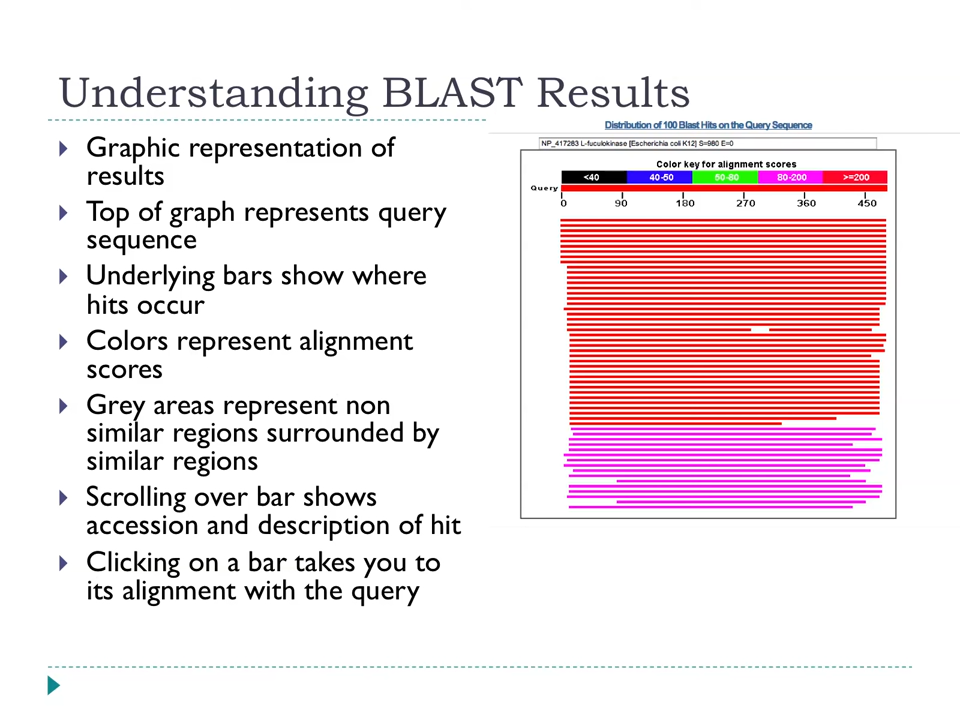 Understanding BLAST Results
Graphic representation of
results
Top of graph represents query
sequence
Underlying bars show where
hits occur
Colors represent alignment
scores
Grey areas represent non
similar regions surrounded by
similar regions
Scrolling over bar shows
accession and description of hit
Clicking on a bar takes you to
its alignment with the query
Distribution of 100 Blast Hits on the Query Sequence
NP_417283 L-fuculokinase [Escherichia coli K12] S=980 E=0
Color key for alignment scores
<40 40-50 50-80 80-200 >=200
Query
0 90 180 270 360 450